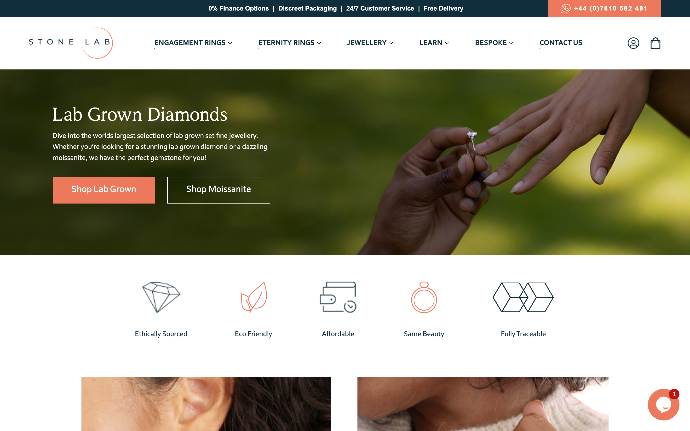 0% Finance Options | Discreet Packaging | 24/7 Customer Service | Free Delivery
+44 (0)7810 582 481
STONE LAB
ENGAGEMENT RINGS
ETERNITY RINGS
JEWELLERY
LEARN
BESPOKE
CONTACT US
Lab Grown Diamonds
Dive into the worlds largest selection of lab grown set fine jewellery.
Whether you're looking for a stunning lab grown diamond or a dazzling
moissanite, we have the perfect gemstone for you!
Shop Lab Grown
Shop Moissanite
Ethically Sourced
Eco Friendly
Affordable
Same Beauty
Fully Traceable
1